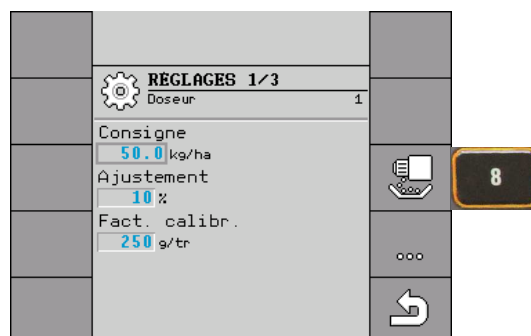 RÉGLAGES 1/3
Doseur 1
Consigne
50.0 kg/ha
Ajustement
10 %
Fact. calibr.
250 g/tr
8